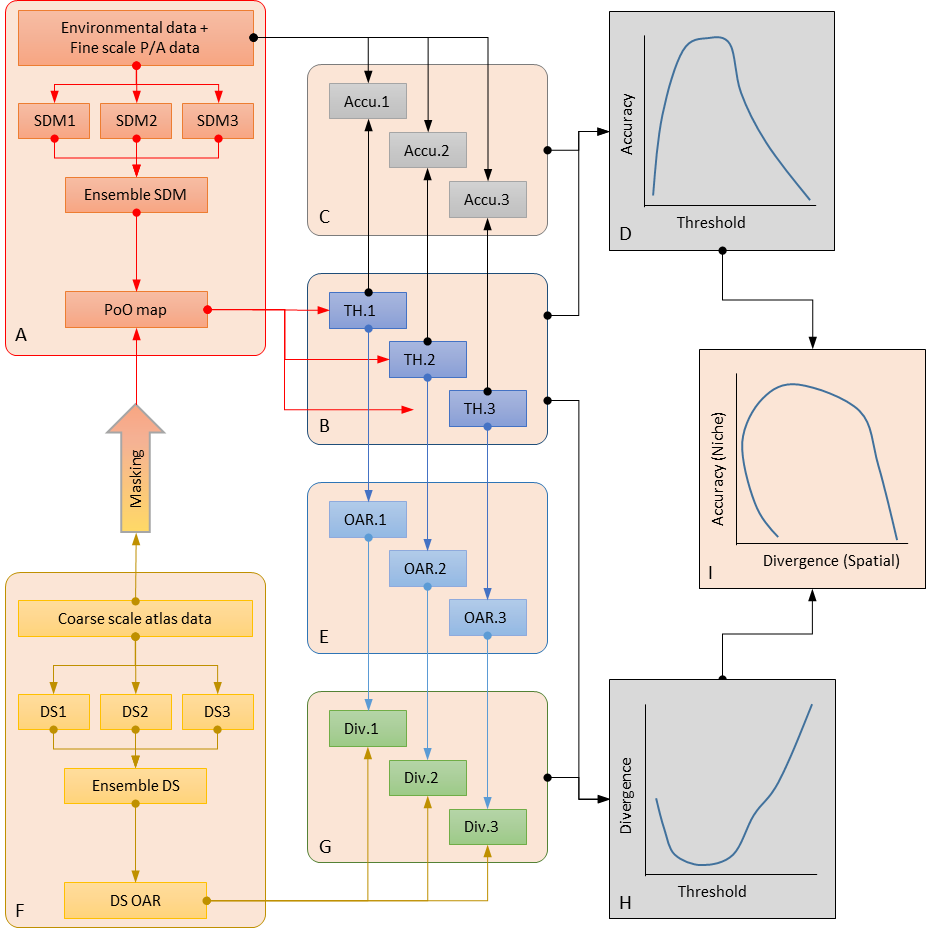 Environmental data +
Fine scale P/A data
SDM1
SDM2
SDM3
Ensemble SDM
PoO map
A
Masking
Coarse scale atlas data
DS1
DS2
DS3
Ensemble DS
DS OAR
F
Accu.1
Accu.2
Accu.3
C
TH.1
TH.2
TH.3
B
OAR.1
OAR.2
OAR.3
E
Div.1
Div.2
Div.3
G
Accuracy
Threshold
D
Accuracy (Niche)
Divergence (Spatial)
I
Divergence
Threshold
H